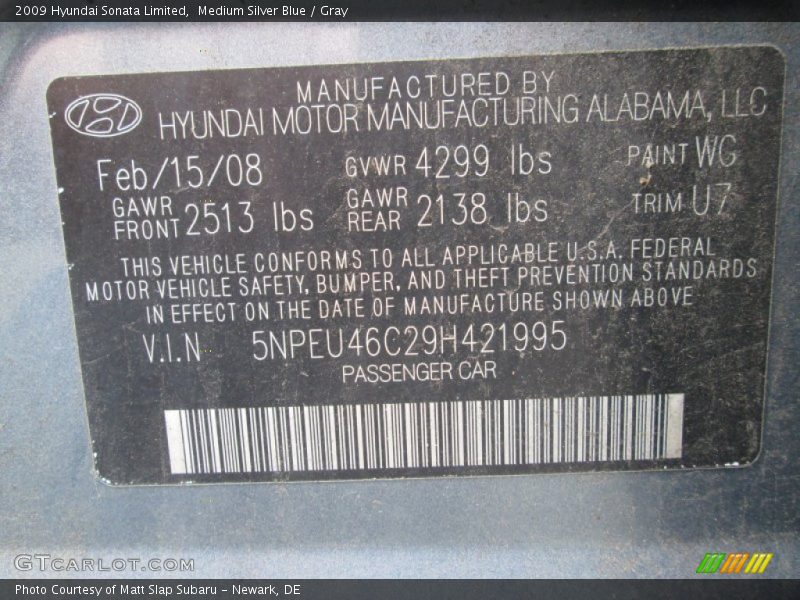 2009 Hyundai Sonata Limited, Medium Silver Blue / Gray
MANUFACTURED BY
HYUNDAI MOTOR MANUFACTURING ALABAMA, LLC
Feb/15/08 GVWR 4299 lbs PAINT WG
GAWR FRONT 2513 lbs GAWR REAR 2138 lbs TRIM U7
THIS VEHICLE CONFORMS TO ALL APPLICABLE U.S.A. FEDERAL
MOTOR VEHICLE SAFETY, BUMPER, AND THEFT PREVENTION STANDARDS
IN EFFECT ON THE DATE OF MANUFACTURE SHOWN ABOVE
V.I.N 5NPEU46C29H421995
PASSENGER CAR
GTCARLOT.COM
Photo Courtesy of Matt Slap Subaru - Newark, DE